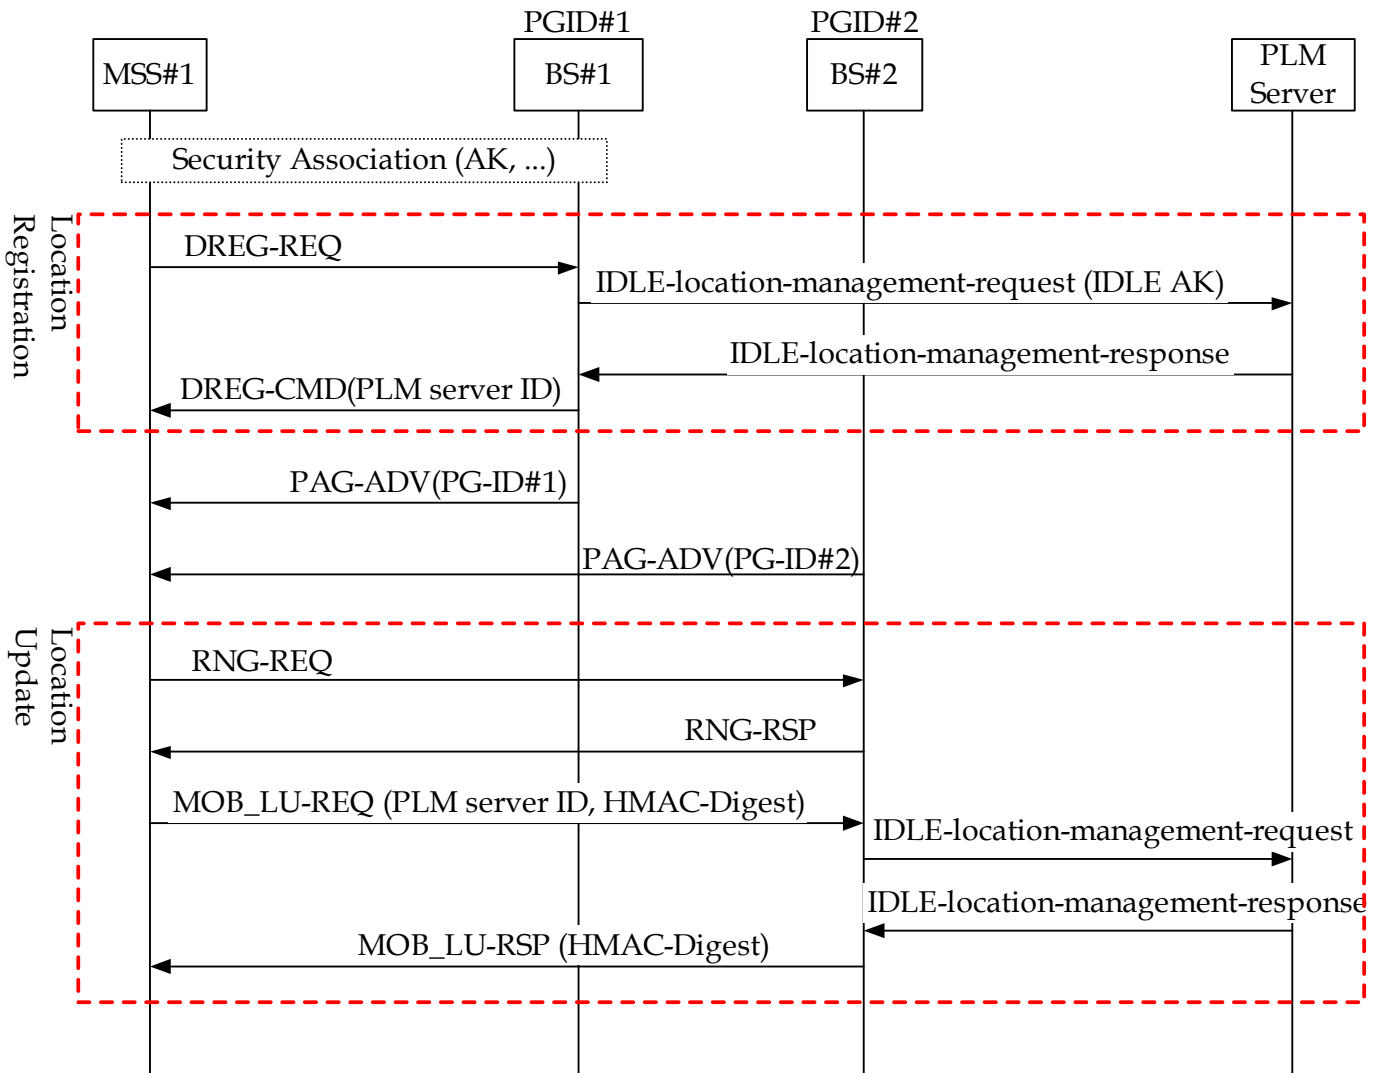 PGID#1
PGID#2
MSS#1
BS#1
BS#2
PLM
Server
Security Association (AK, ...)
Location
Registration
DREG-REQ
IDLE-location-management-request (IDLE AK)
IDLE-location-management-response
DREG-CMD(PLM server ID)
PAG-ADV(PG-ID#1)
PAG-ADV(PG-ID#2)
Location
Update
RNG-REQ
RNG-RSP
MOB_LU-REQ (PLM server ID, HMAC-Digest)
IDLE-location-management-request
IDLE-location-management-response
MOB_LU-RSP (HMAC-Digest)